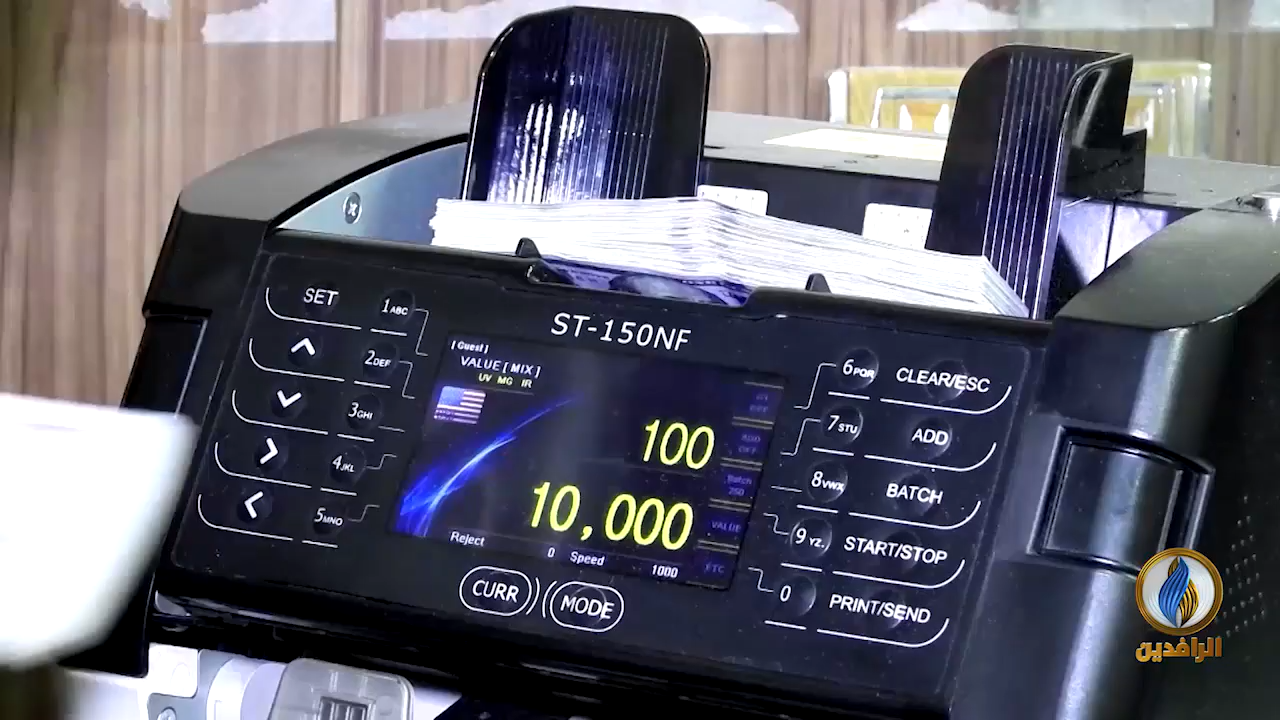 ST-150NF
SET
1ABC
2DEF
3GHI
4JKL
5MNO
[ Guest ]
VALUE [ MIX ]
UV MG IR
100
10,000
ADD
OFF
Batch
VALUE
ETC
Reject 0 Speed 1000
CURR
MODE
6PQR
CLEAR/ESC
7STU
ADD
8VWX
BATCH
9YZ.
START/STOP
0
PRINT/SEND
الرافدين